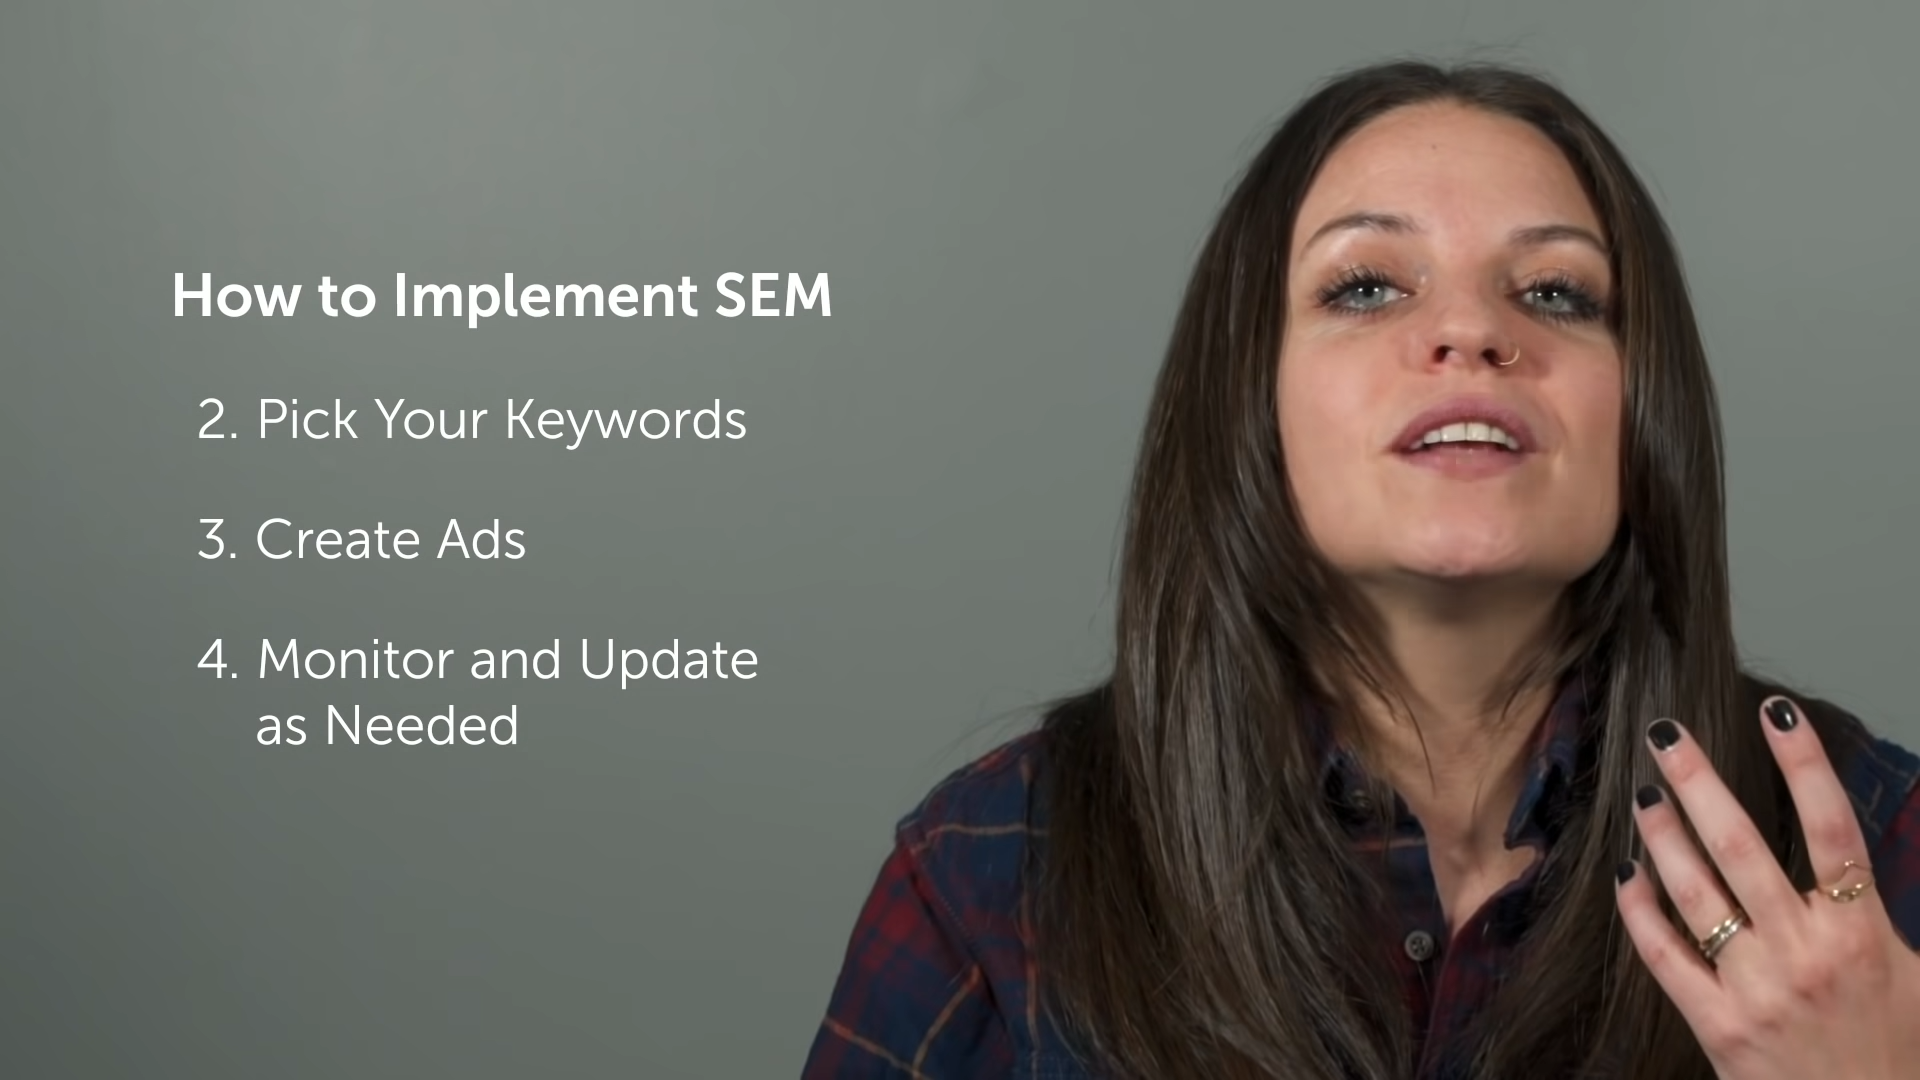 How to Implement SEM
2. Pick Your Keywords
3. Create Ads
4. Monitor and Update
as Needed